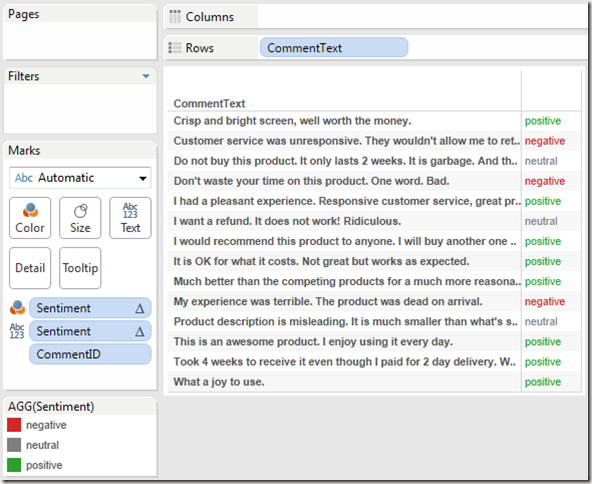 Pages
Columns
Rows
CommentText
Filters
Marks
Abc Automatic
Color
Size
Abc
123
Text
Detail
Tooltip
Sentiment Δ
Abc
123
Sentiment Δ
CommentID
AGG(Sentiment)
negative
neutral
positive
CommentText
Crisp and bright screen, well worth the money. positive
Customer service was unresponsive. They wouldn't allow me to ret.. negative
Do not buy this product. It only lasts 2 weeks. It is garbage. And th.. neutral
Don't waste your time on this product. One word. Bad. negative
I had a pleasant experience. Responsive customer service, great pr.. positive
I want a refund. It does not work! Ridiculous. neutral
I would recommend this product to anyone. I will buy another one .. positive
It is OK for what it costs. Not great but works as expected. positive
Much better than the competing products for a much more reasona.. positive
My experience was terrible. The product was dead on arrival. negative
Product description is misleading. It is much smaller than what's s.. neutral
This is an awesome product. I enjoy using it every day. positive
Took 4 weeks to receive it even though I paid for 2 day delivery. W.. positive
What a joy to use. positive